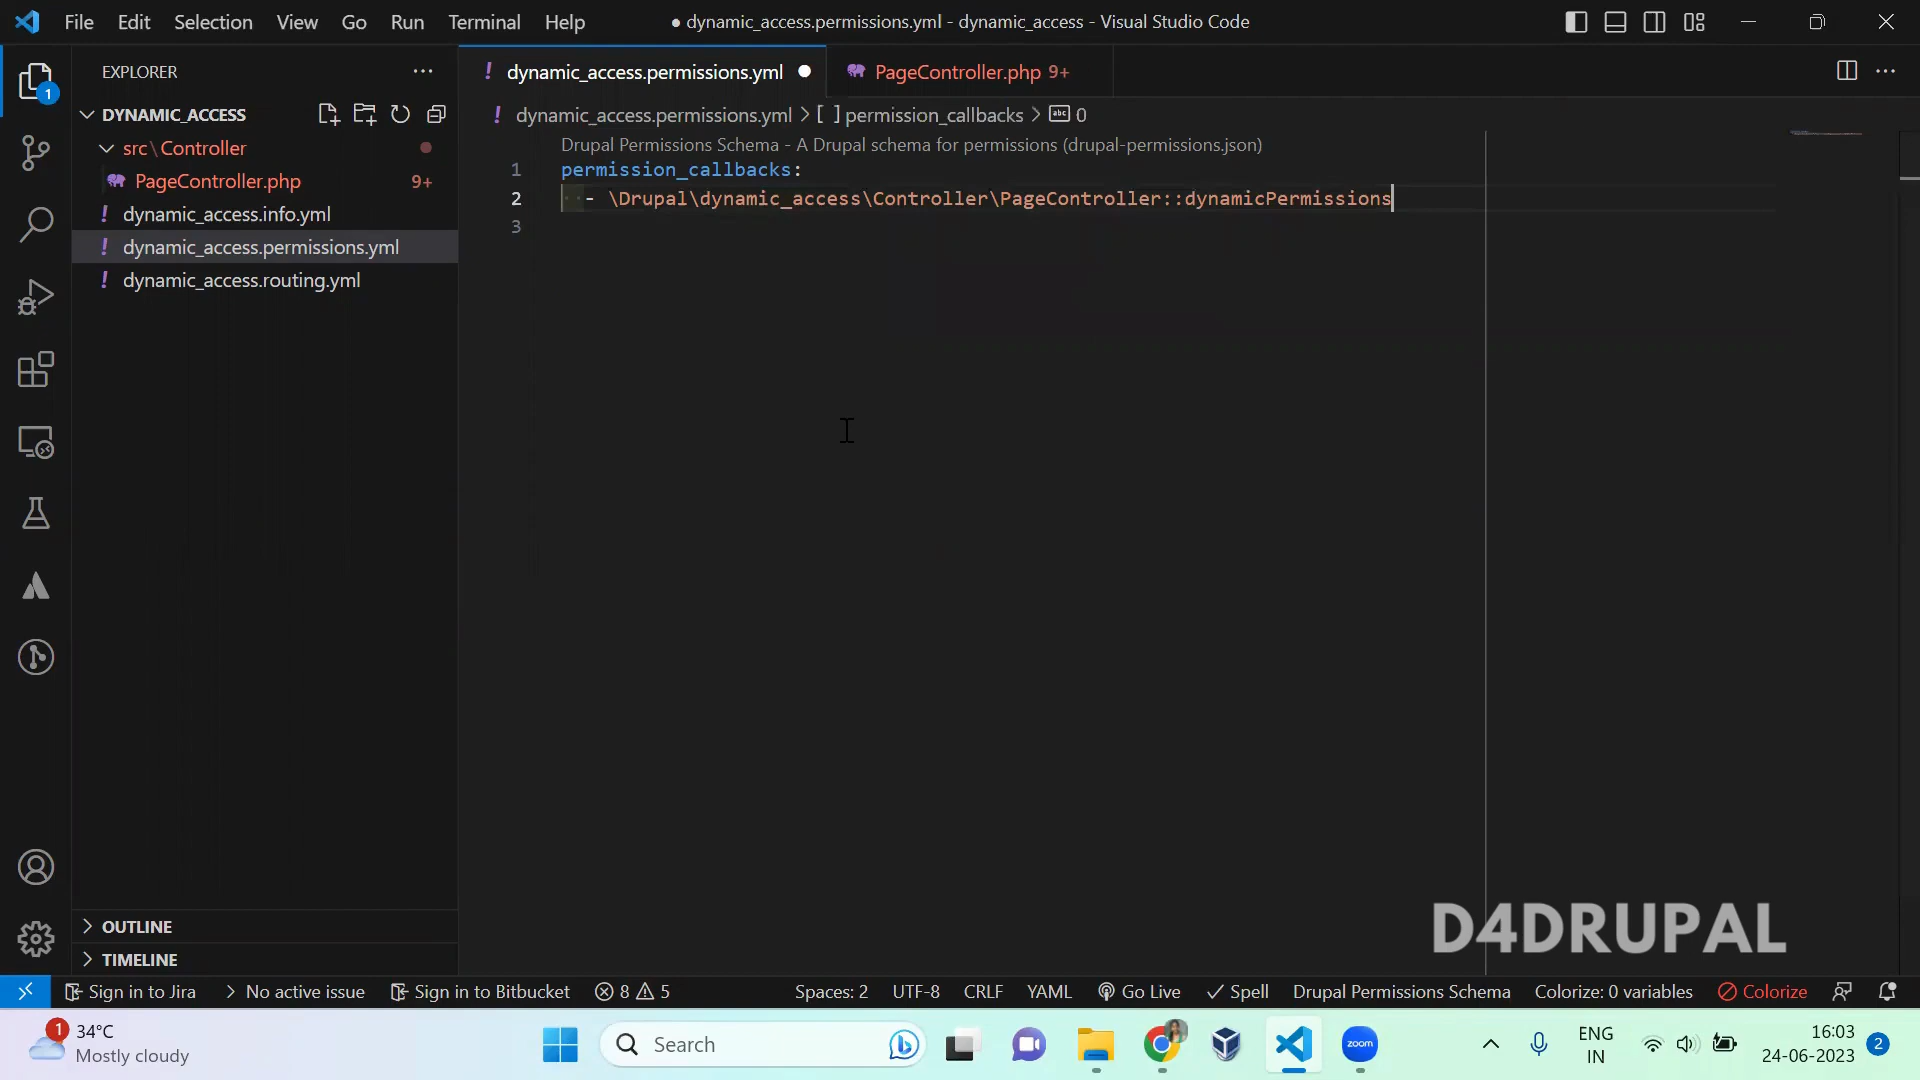 File Edit Selection View Go Run Terminal Help
● dynamic_access.permissions.yml - dynamic_access - Visual Studio Code
EXPLORER
! dynamic_access.permissions.yml ●
PageController.php 9+
1
DYNAMIC_ACCESS
! dynamic_access.permissions.yml > [ ] permission_callbacks > abc 0
src\Controller
PageController.php 9+
! dynamic_access.info.yml
! dynamic_access.permissions.yml
! dynamic_access.routing.yml
Drupal Permissions Schema - A Drupal schema for permissions (drupal-permissions.json)
1 permission_callbacks:
2 - \Drupal\dynamic_access\Controller\PageController::dynamicPermissions
3
OUTLINE
TIMELINE
D4DRUPAL
Sign in to Jira No active issue Sign in to Bitbucket 8 5 Spaces: 2 UTF-8 CRLF YAML Go Live Spell Drupal Permissions Schema Colorize: 0 variables Colorize
1 34°C
Mostly cloudy
Search
zoom
ENG
IN
16:03
24-06-2023
2